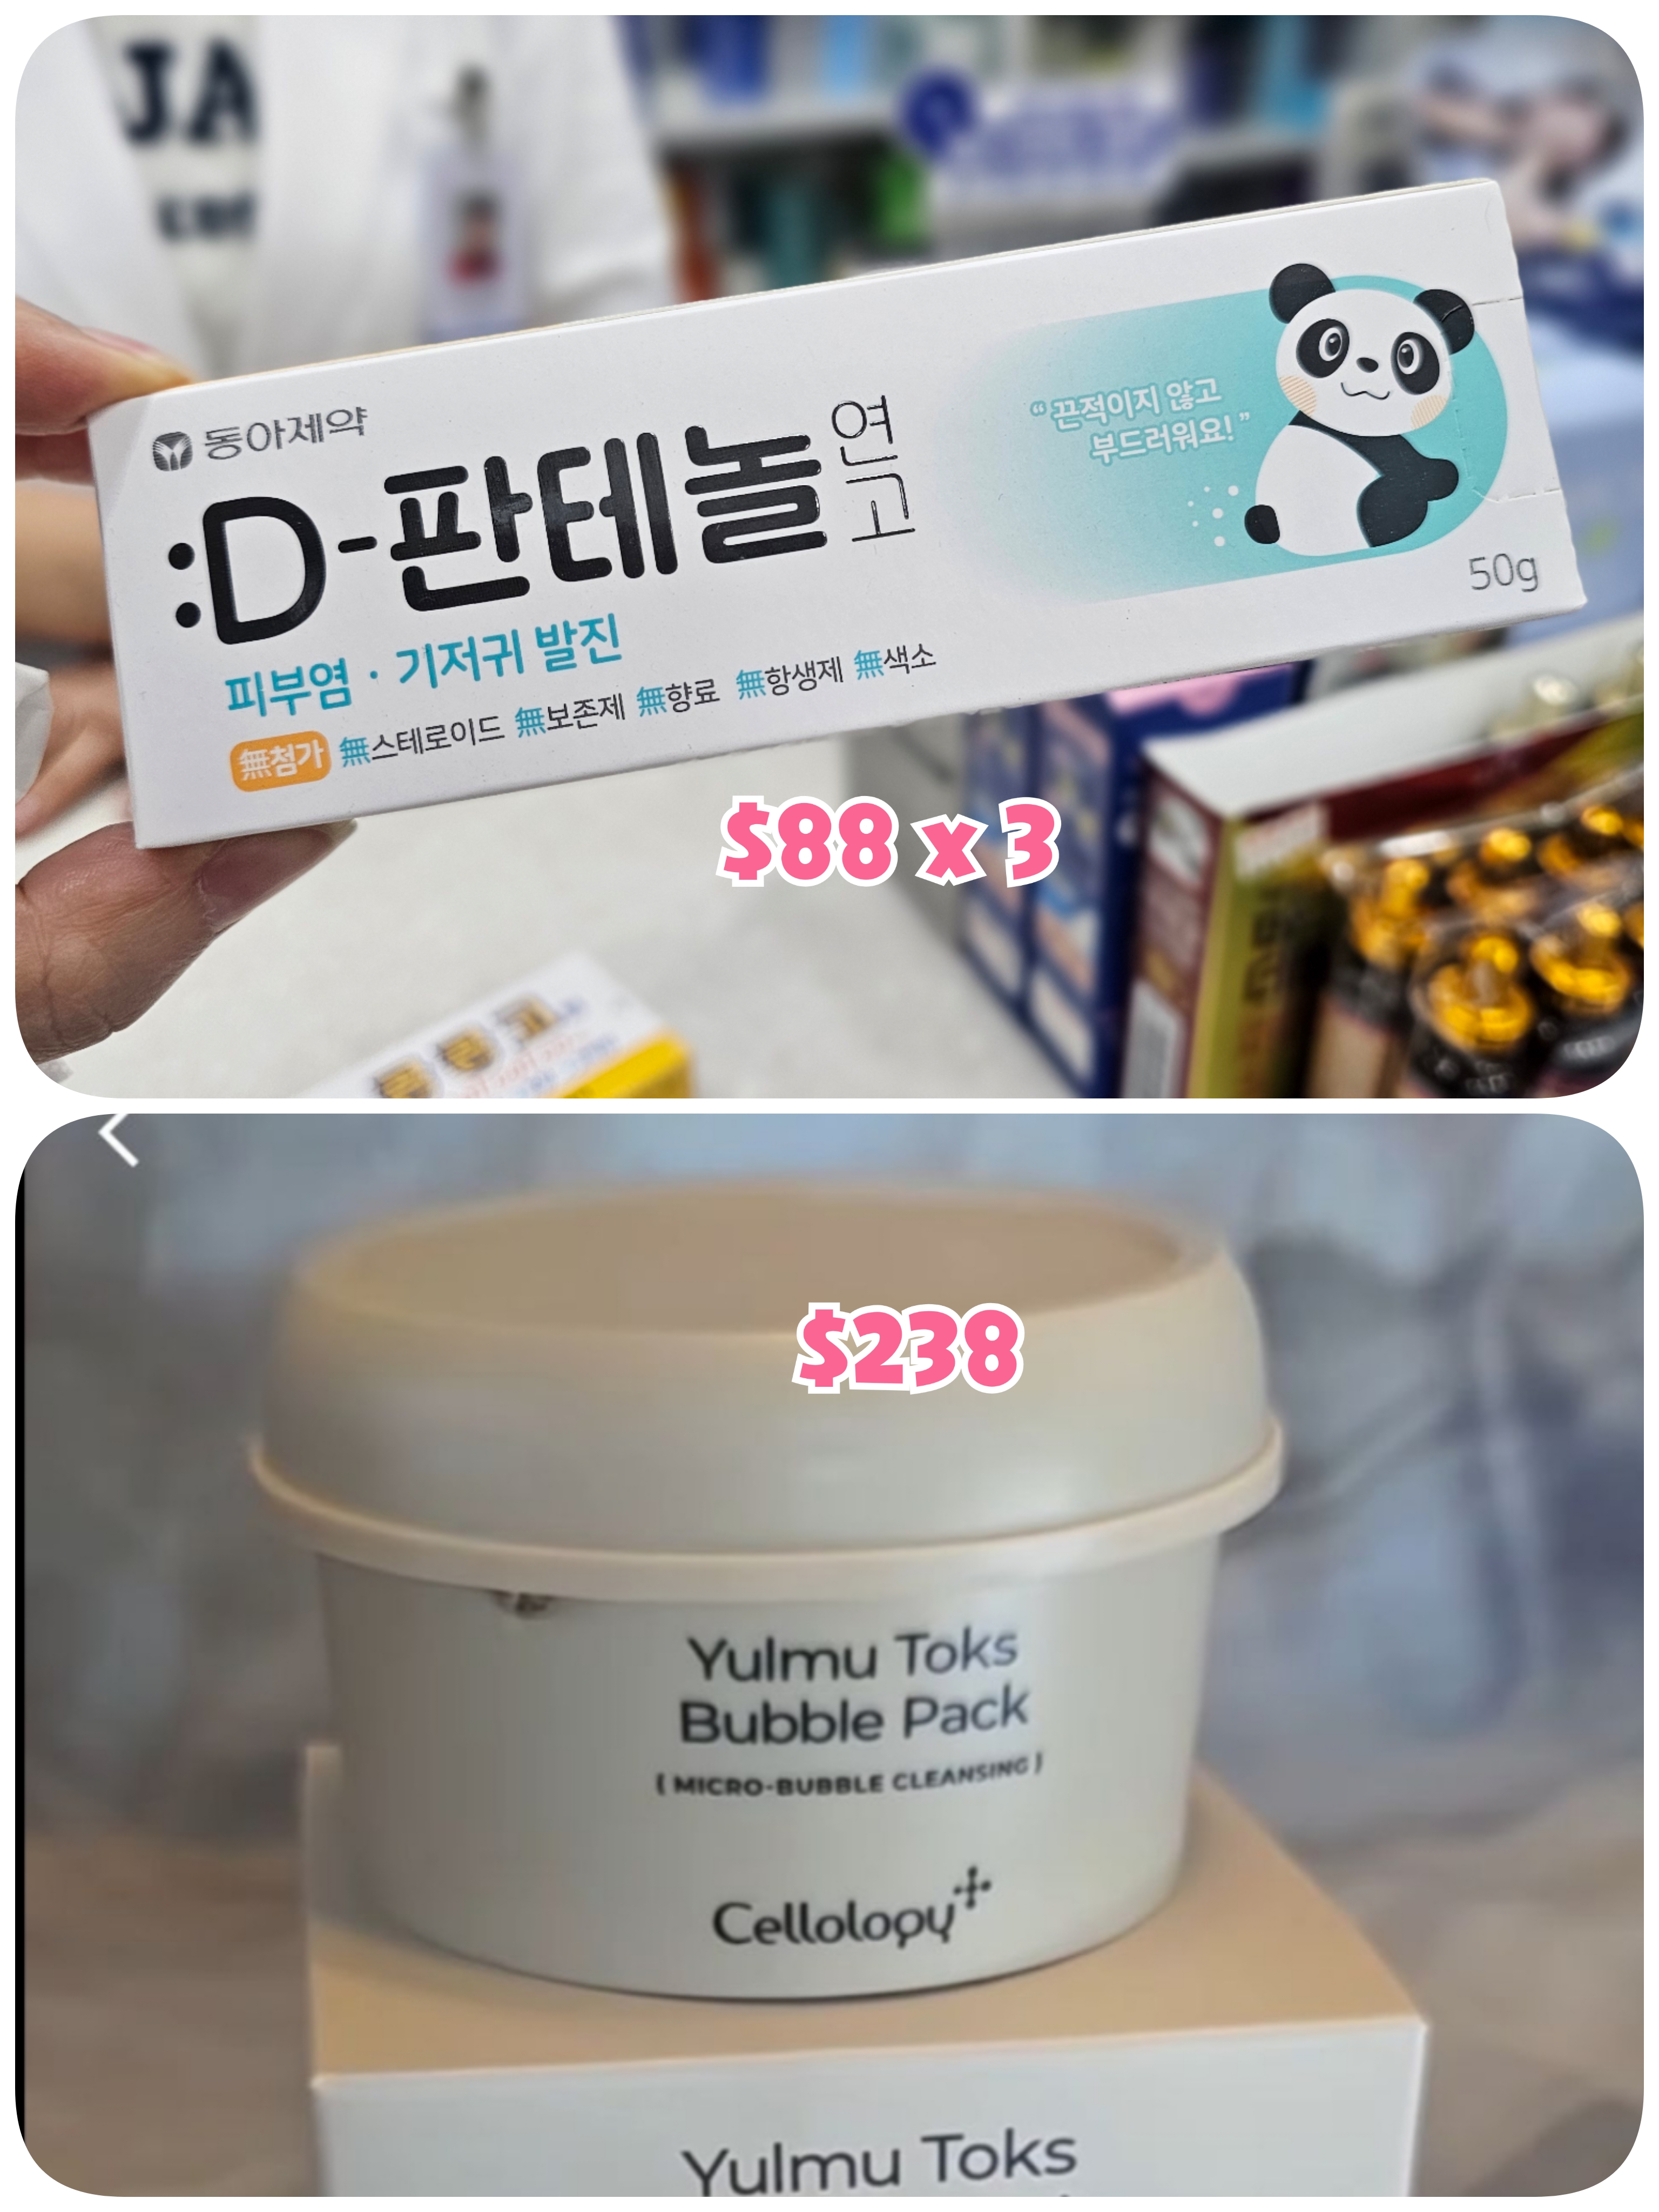 JA
동아제약
:D-판테놀 연고
"끈적이지 않고
부드러워요!"
50g
피부염 · 기저귀 발진
無첨가 無스테로이드 無보존제 無향료 無항생제 無색소
$88 x 3
$238
Yulmu Toks
Bubble Pack
( MICRO-BUBBLE CLEANSING )
Cellology
Yulmu Toks